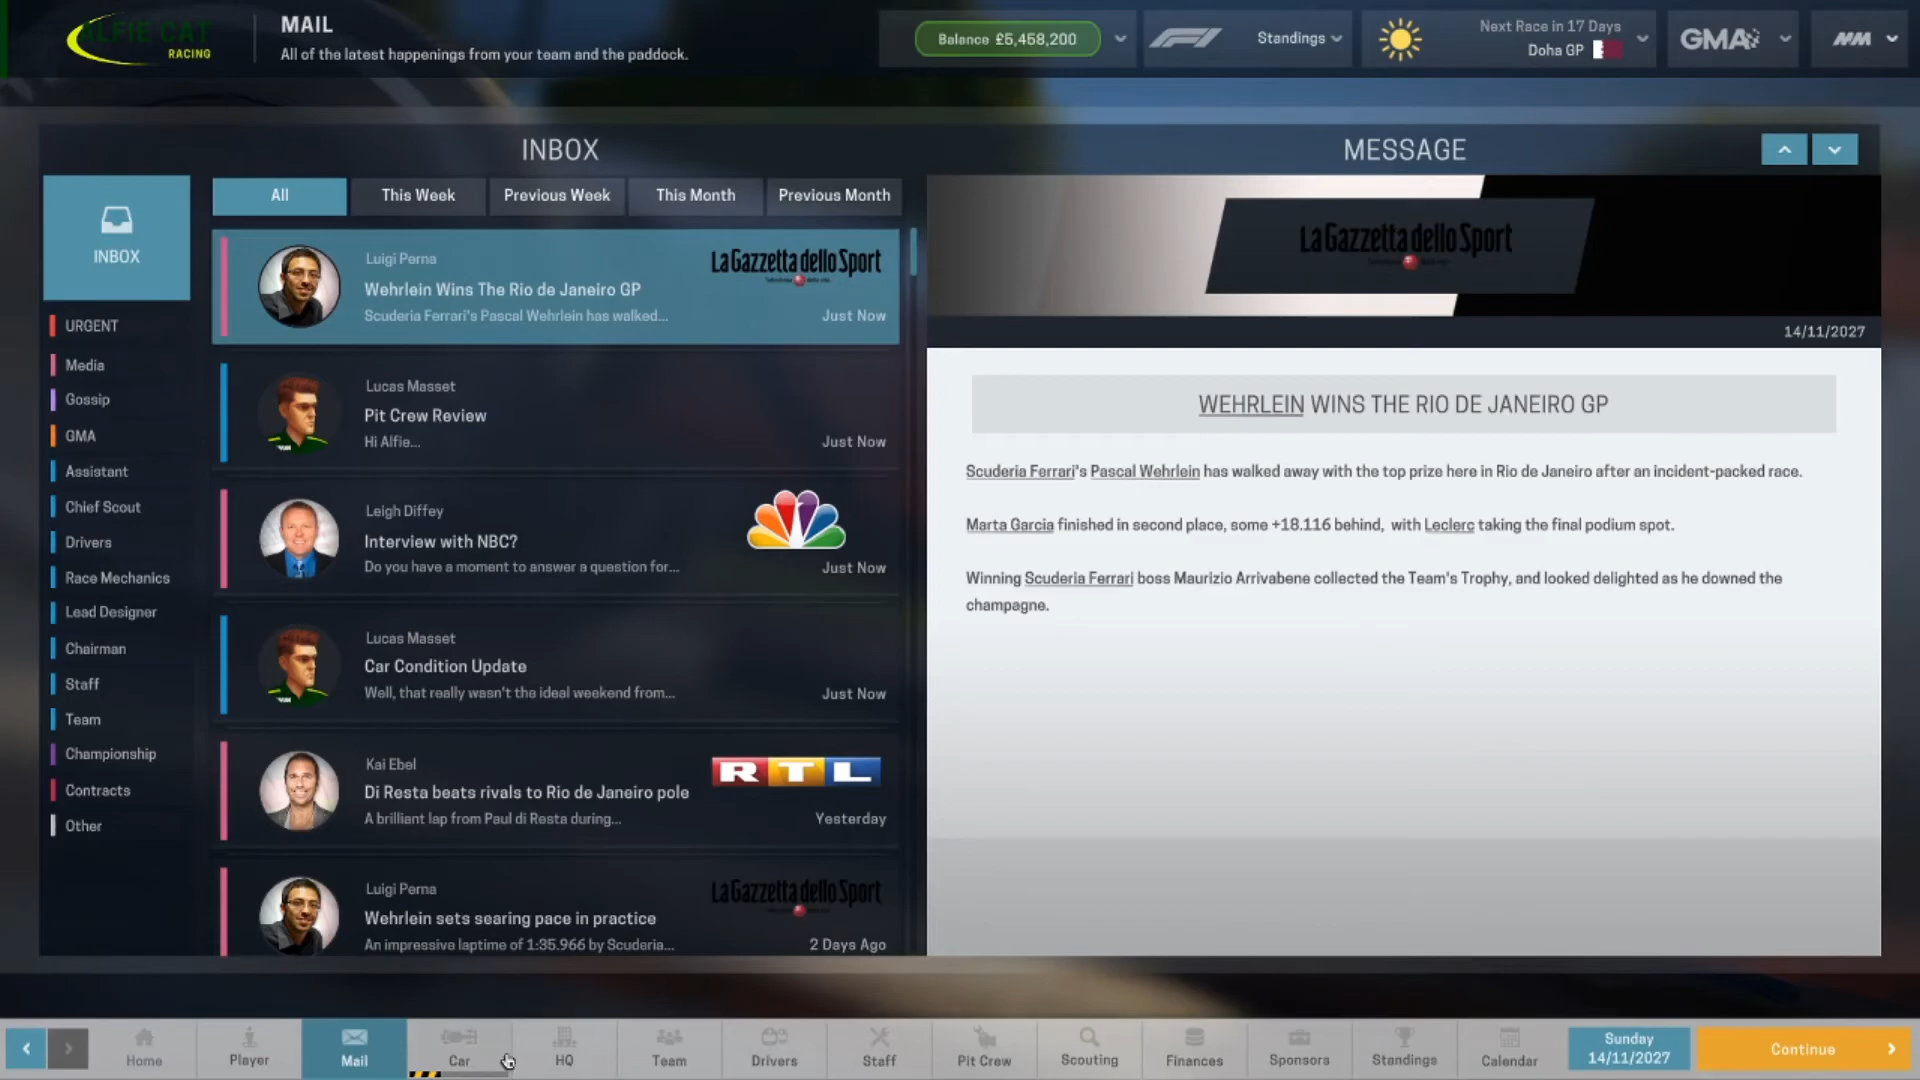 ALFIE CAT
RACING
MAIL
All of the latest happenings from your team and the paddock.
Balance £5,458,200
Standings
Next Race in 17 Days
Doha GP
GMA
INBOX
MESSAGE
INBOX
All
This Week
Previous Week
This Month
Previous Month
URGENT
Media
Gossip
GMA
Assistant
Chief Scout
Drivers
Race Mechanics
Lead Designer
Chairman
Staff
Team
Championship
Contracts
Other
Luigi Perna
La Gazzetta dello Sport
Wehrlein Wins The Rio de Janeiro GP
Scuderia Ferrari's Pascal Wehrlein has walked...
Just Now
Lucas Masset
Pit Crew Review
Hi Alfie...
Just Now
Leigh Diffey
Interview with NBC?
Do you have a moment to answer a question for...
Just Now
Lucas Masset
Car Condition Update
Well, that really wasn't the ideal weekend from...
Just Now
Kai Ebel
RTL
Di Resta beats rivals to Rio de Janeiro pole
A brilliant lap from Paul di Resta during...
Yesterday
Luigi Perna
La Gazzetta dello Sport
Wehrlein sets searing pace in practice
An impressive laptime of 1:35.966 by Scuderia...
2 Days Ago
La Gazzetta dello Sport
14/11/2027
WEHRLEIN WINS THE RIO DE JANEIRO GP
Scuderia Ferrari's Pascal Wehrlein has walked away with the top prize here in Rio de Janeiro after an incident-packed race.
Marta Garcia finished in second place, some +18.116 behind, with Leclerc taking the final podium spot.
Winning Scuderia Ferrari boss Maurizio Arrivabene collected the Team's Trophy, and looked delighted as he downed the
champagne.
Home
Player
Mail
Car
HQ
Team
Drivers
Staff
Pit Crew
Scouting
Finances
Sponsors
Standings
Calendar
Sunday
14/11/2027
Continue